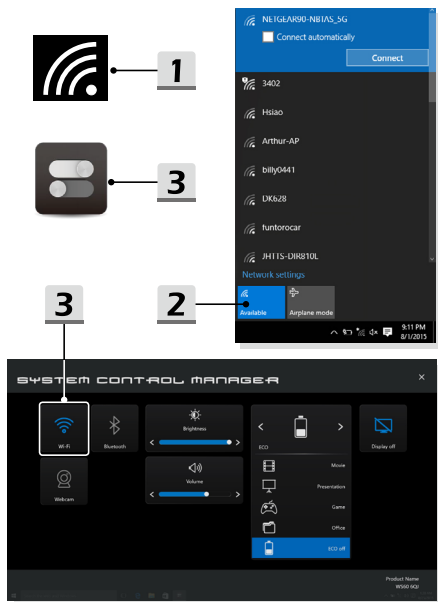 1
3
3
2
NETGEAR90-NBTAS_5G
Connect automatically
Connect
3402
Hsiao
Arthur-AP
billy0441
DK628
funtorocar
JHTTS-DIR810L
Network settings
Available
Airplane mode
9:11 PM
8/1/2015
SYSTEM CONTROL MANAGER
Wi-Fi
Bluetooth
Brightness
ECO
Display off
Webcam
Volume
Movie
Presentation
Game
Office
ECO off
Product Name
WS60 6QJ